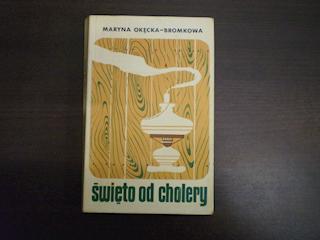 MARYNA OKĘCKA-BROMKOWA
święto od cholery